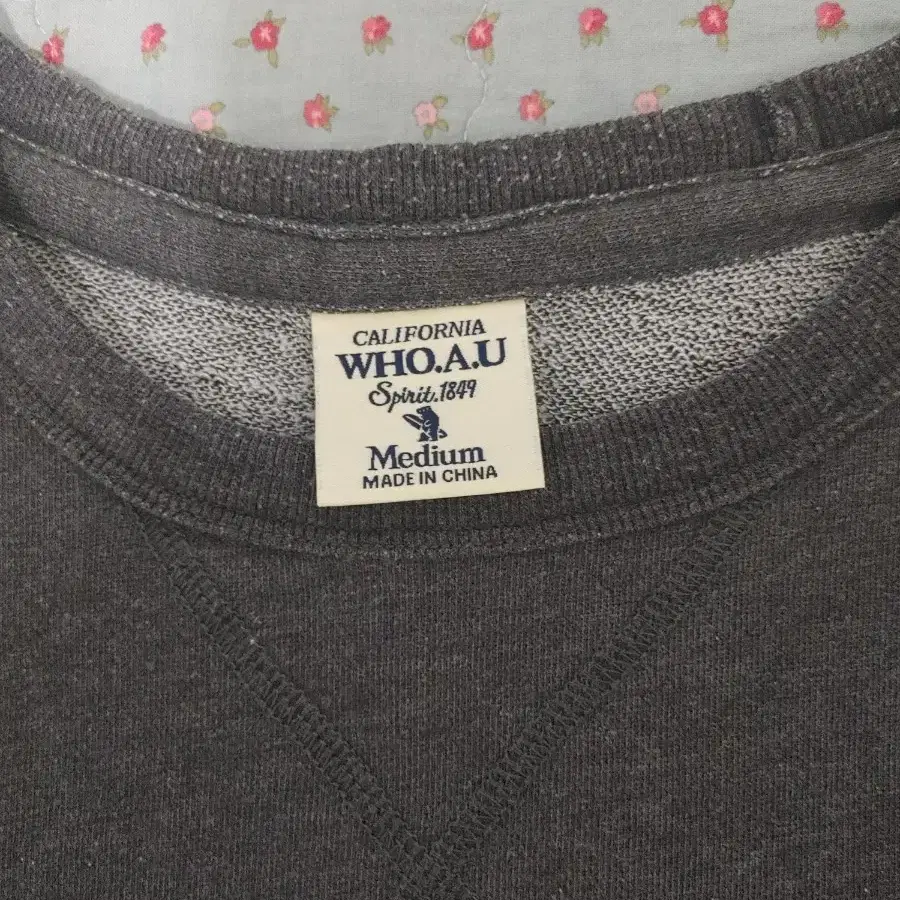 CALIFORNIA
WHO.A.U
Spirit.1849
Medium
MADE IN CHINA